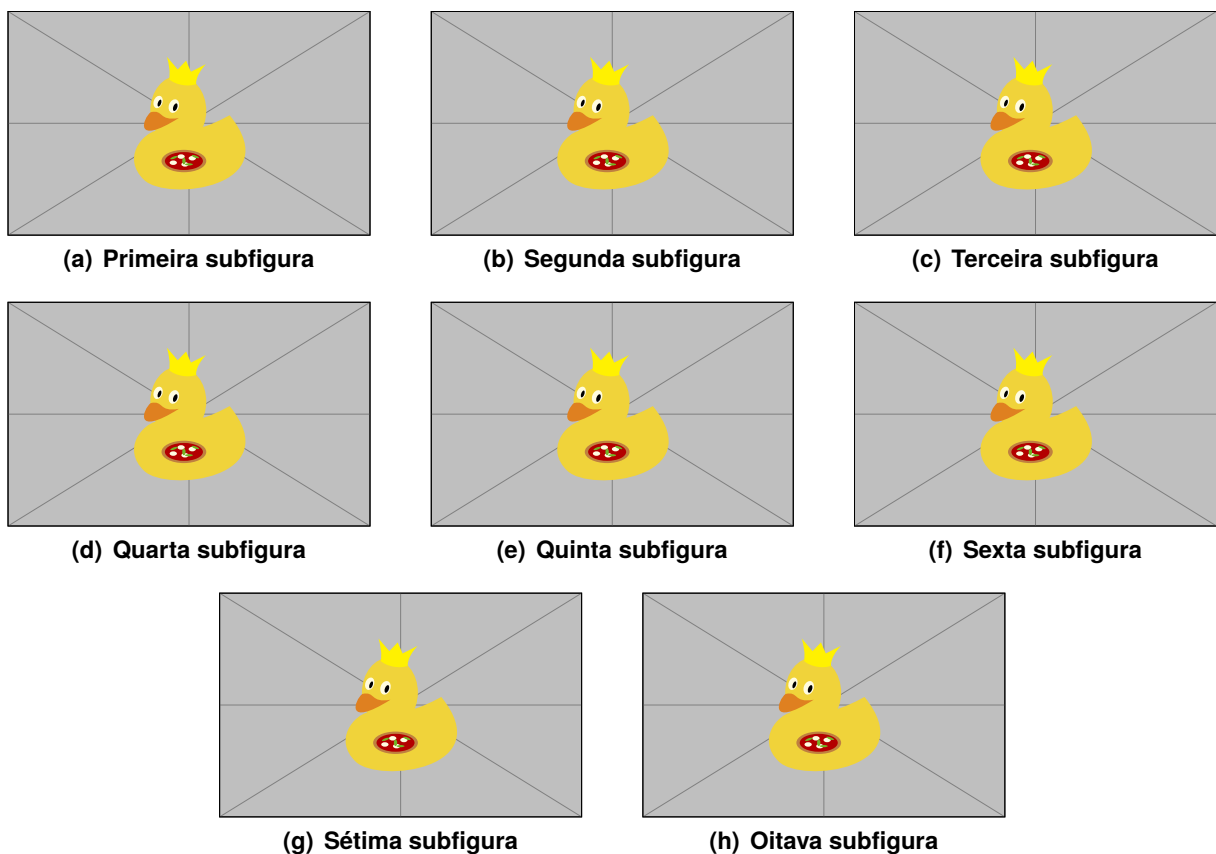 (a) Primeira subfigura
(b) Segunda subfigura
(c) Terceira subfigura
(d) Quarta subfigura
(e) Quinta subfigura
(f) Sexta subfigura
(g) Sétima subfigura
(h) Oitava subfigura